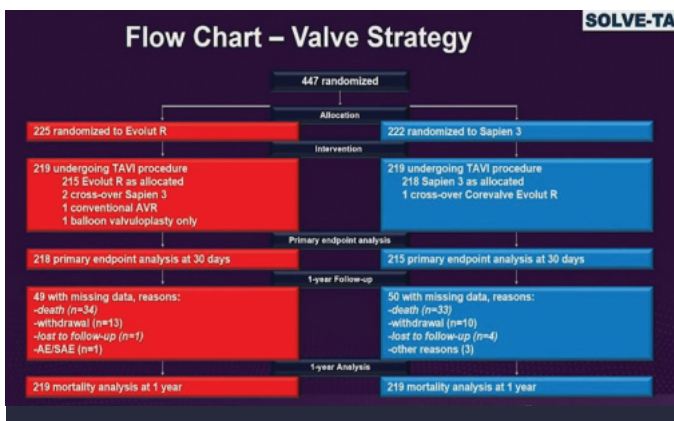 SOLVE-TA
Flow Chart – Valve Strategy
447 randomized
Allocation
225 randomized to Evolut R
222 randomized to Sapien 3
Intervention
219 undergoing TAVI procedure
215 Evolut R as allocated
2 cross-over Sapien 3
1 conventional AVR
1 balloon valvuloplasty only
219 undergoing TAVI procedure
218 Sapien 3 as allocated
1 cross-over Corevalve Evolut R
Primary endpoint analysis
218 primary endpoint analysis at 30 days
215 primary endpoint analysis at 30 days
1-year Follow-up
49 with missing data, reasons:
-death (n=34)
-withdrawal (n=13)
-lost to follow-up (n=1)
-AE/SAE (n=1)
50 with missing data, reasons:
-death (n=33)
-withdrawal (n=10)
-lost to follow-up (n=4)
-other reasons (3)
1-year Analysis
219 mortality analysis at 1 year
219 mortality analysis at 1 year